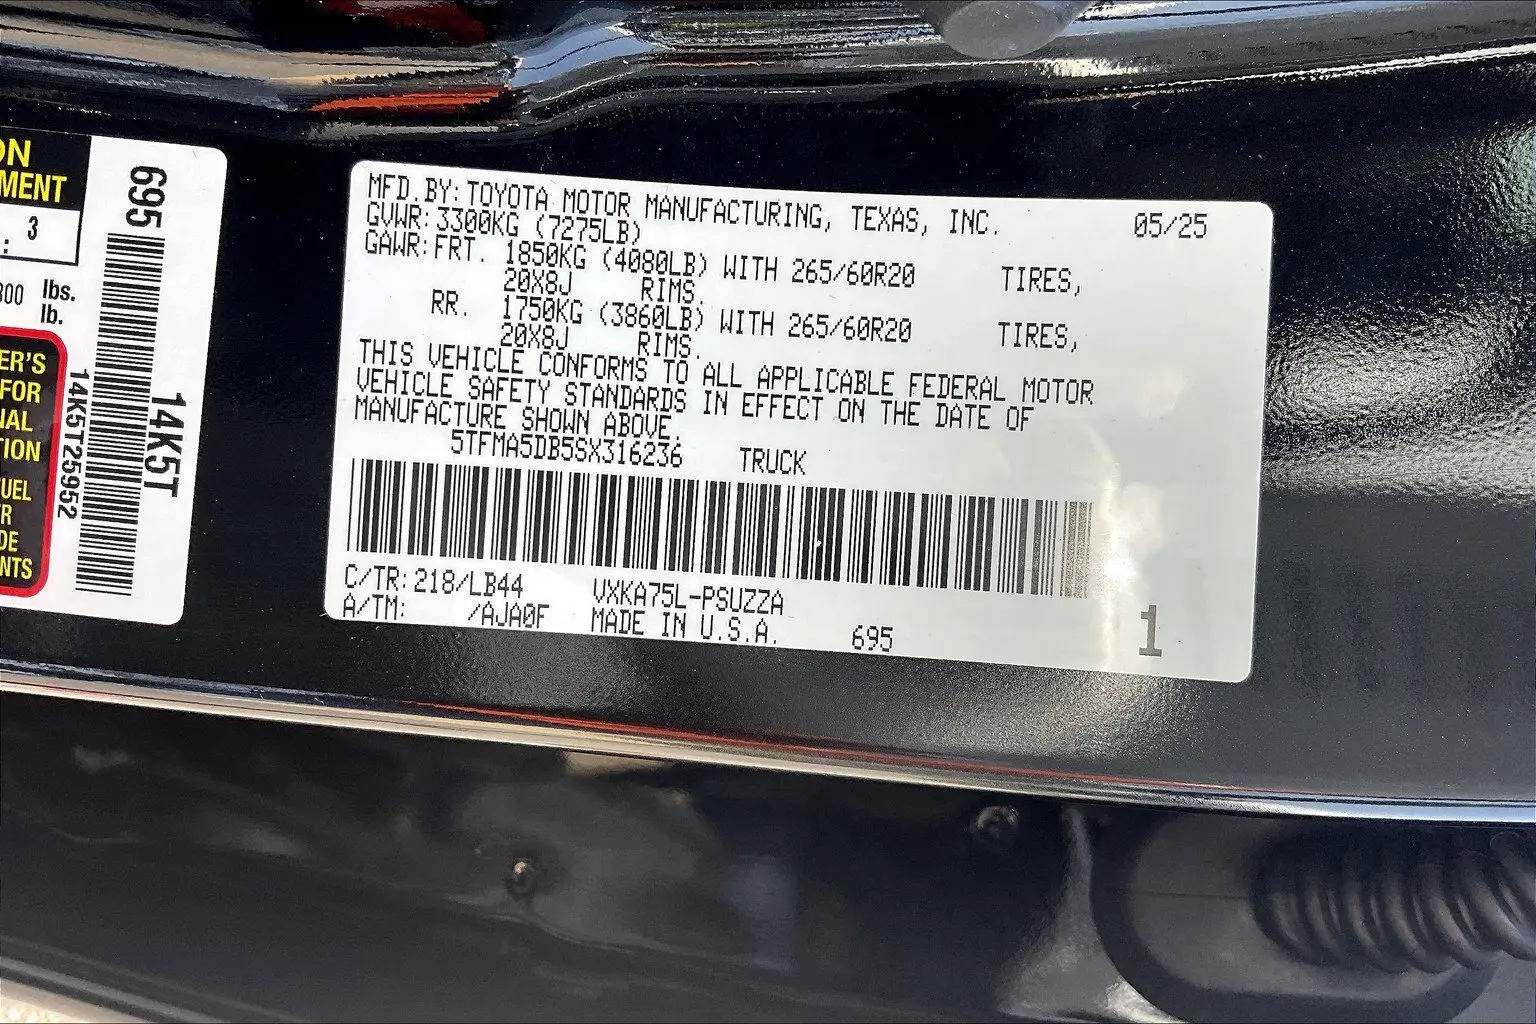 ON
MENT
: 3
300 lbs.
lb.
ER'S
FOR
NAL
TION
UEL
R
DE
NTS
695
14K5T
14K5T25952
MFD.BY:TOYOTA MOTOR MANUFACTURING, TEXAS, INC. 05/25
GVWR:3300KG (7275LB)
GAWR:FRT. 1850KG (4080LB) WITH 265/60R20 TIRES,
20X8J RIMS.
RR. 1750KG (3860LB) WITH 265/60R20 TIRES,
20X8J RIMS.
THIS VEHICLE CONFORMS TO ALL APPLICABLE FEDERAL MOTOR
VEHICLE SAFETY STANDARDS IN EFFECT ON THE DATE OF
MANUFACTURE SHOWN ABOVE.
5TFMA5DB5SX316236 TRUCK
C/TR:218/LB44 VXKA75L-PSUZZA
A/TM: /AJA0F MADE IN U.S.A. 695 1